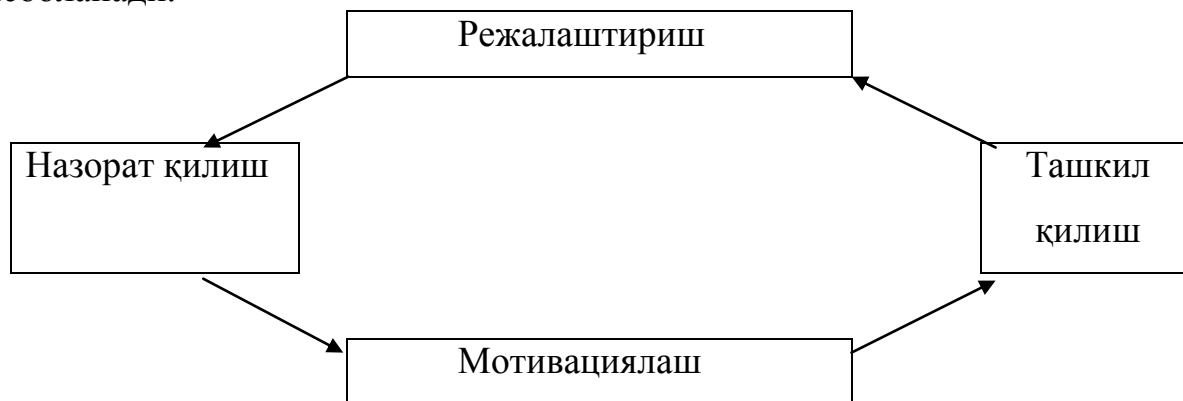 Режалаштириш
Назорат қилиш
Ташкил
қилиш
Мотивациялаш